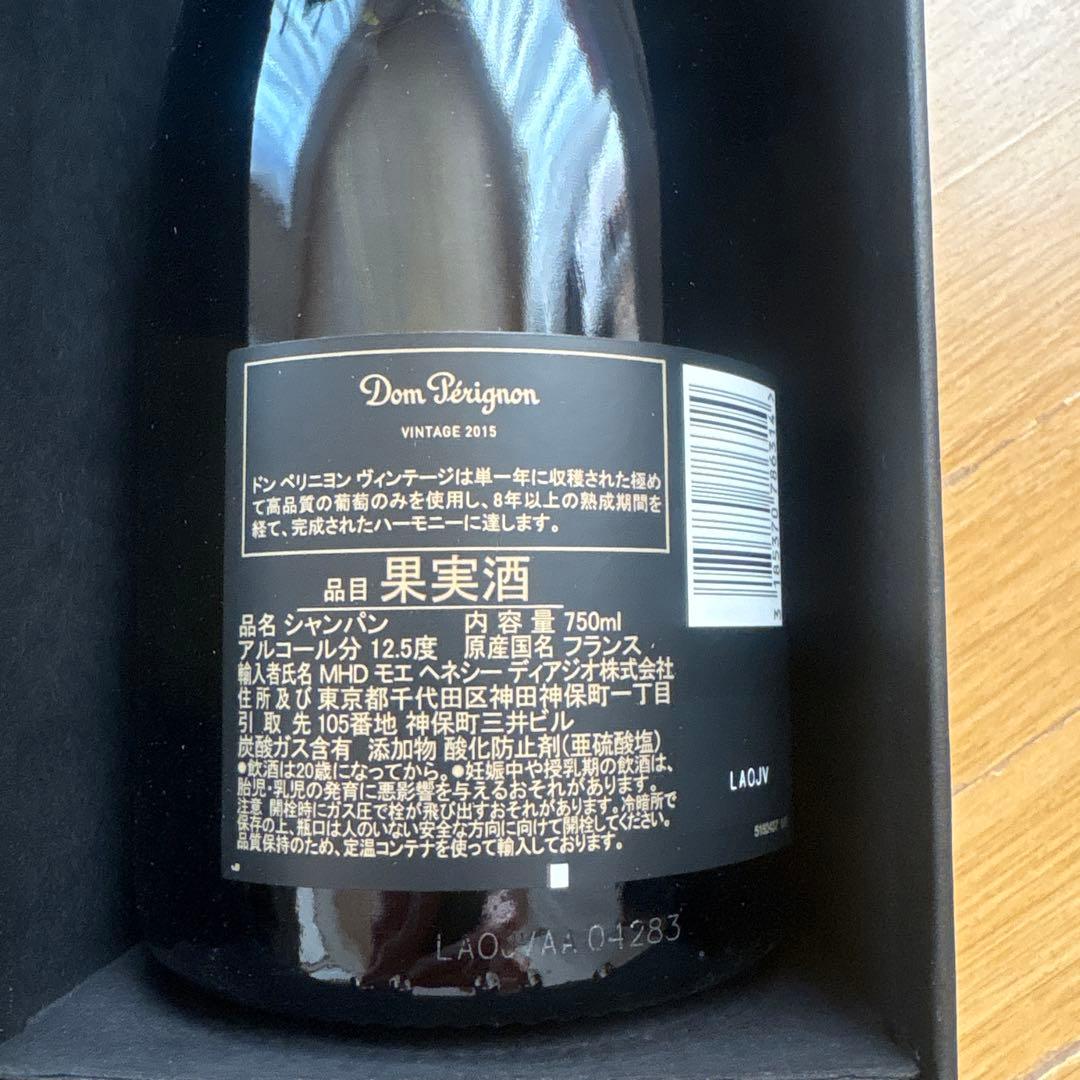 Dom Pérignon
VINTAGE 2015
ドン ペリニヨン ヴィンテージは単一年に収穫された極め
て高品質の葡萄のみを使用し、8年以上の熟成期間を
経て、完成されたハーモニーに達します。
品目 果実酒
品名 シャンパン 内容量 750ml
アルコール分 12.5度 原産国名 フランス
輸入者氏名 MHD モエ ヘネシー ディアジオ株式会社
住所及び 東京都千代田区神田神保町一丁目
引取先 105番地 神保町三井ビル
炭酸ガス含有 添加物 酸化防止剤(亜硫酸塩)
●飲酒は20歳になってから。●妊娠中や授乳期の飲酒は、
胎児・乳児の発育に悪影響を与えるおそれがあります。
注意 開栓時にガス圧で栓が飛び出すおそれがあります。冷暗所で
保存の上、瓶口は人のいない安全な方向に向けて開栓してください。
品質保持のため、定温コンテナを使って輸入しております。
3 185370 786314
LAOJV
LAOJVAA 04283